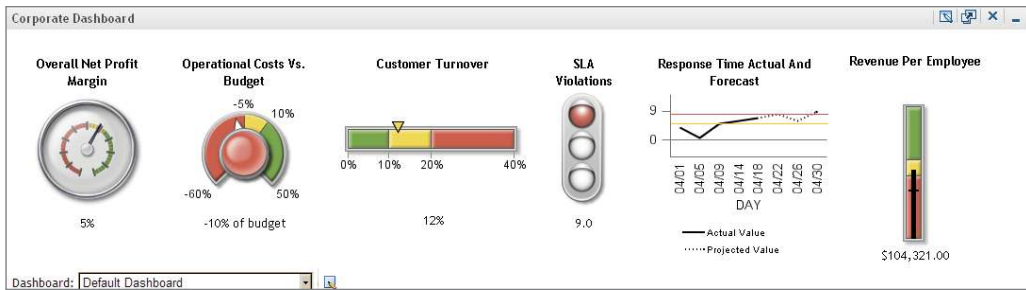 Corporate Dashboard
Overall Net Profit
Margin
5%
Operational Costs Vs.
Budget
-5%
10%
-60%
50%
-10% of budget
Customer Turnover
0%
10%
20%
40%
12%
SLA
Violations
9.0
Response Time Actual And
Forecast
9
0
04/01
04/05
04/09
04/14
04/18
04/22
04/26
04/30
DAY
Actual Value
Projected Value
Revenue Per Employee
$104,321.00
Dashboard: Default Dashboard